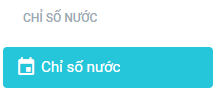 CHỈ SỐ NƯỚC
Chỉ số nước